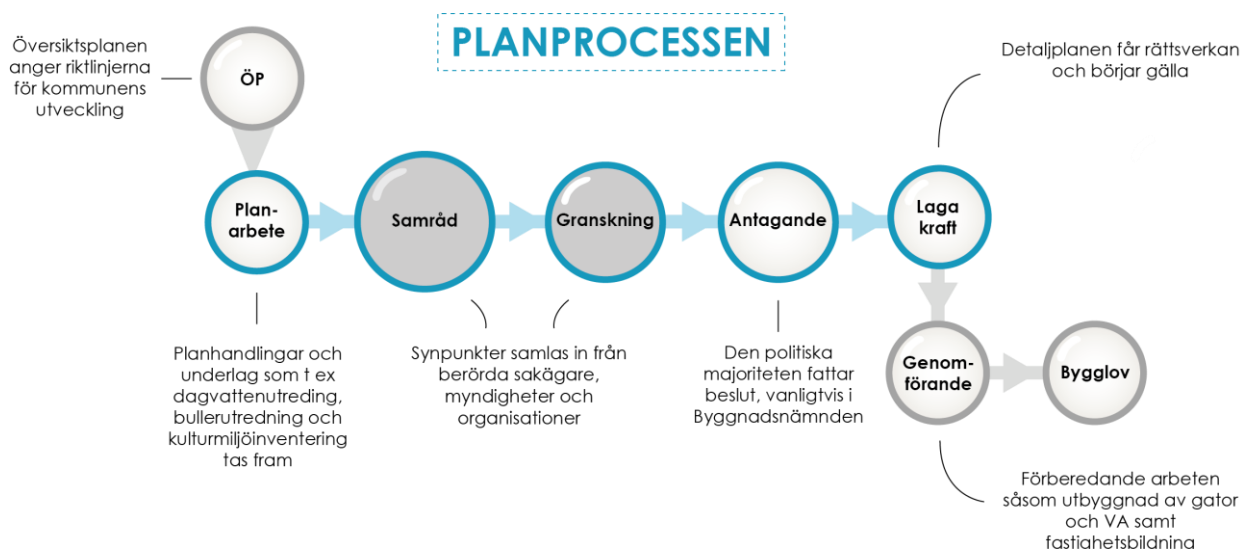 PLANPROCESSEN
Översiktsplanen
anger riktlinjerna
för kommunens
utveckling
ÖP
Detaljplanen får rättsverkan
och börjar gälla
Plan-
arbete
Samråd
Granskning
Antagande
Laga
kraft
Planhandlingar och
underlag som t ex
dagvattenutreding,
bullerutredning och
kulturmiljöinventering
tas fram
Synpunkter samlas in från
berörda sakägare,
myndigheter och
organisationer
Den politiska
majoriteten fattar
beslut, vanligtvis i
Byggnadsnämnden
Genom-
förande
Bygglov
Förberedande arbeten
såsom utbyggnad av gator
och VA samt
fastighetsbildning